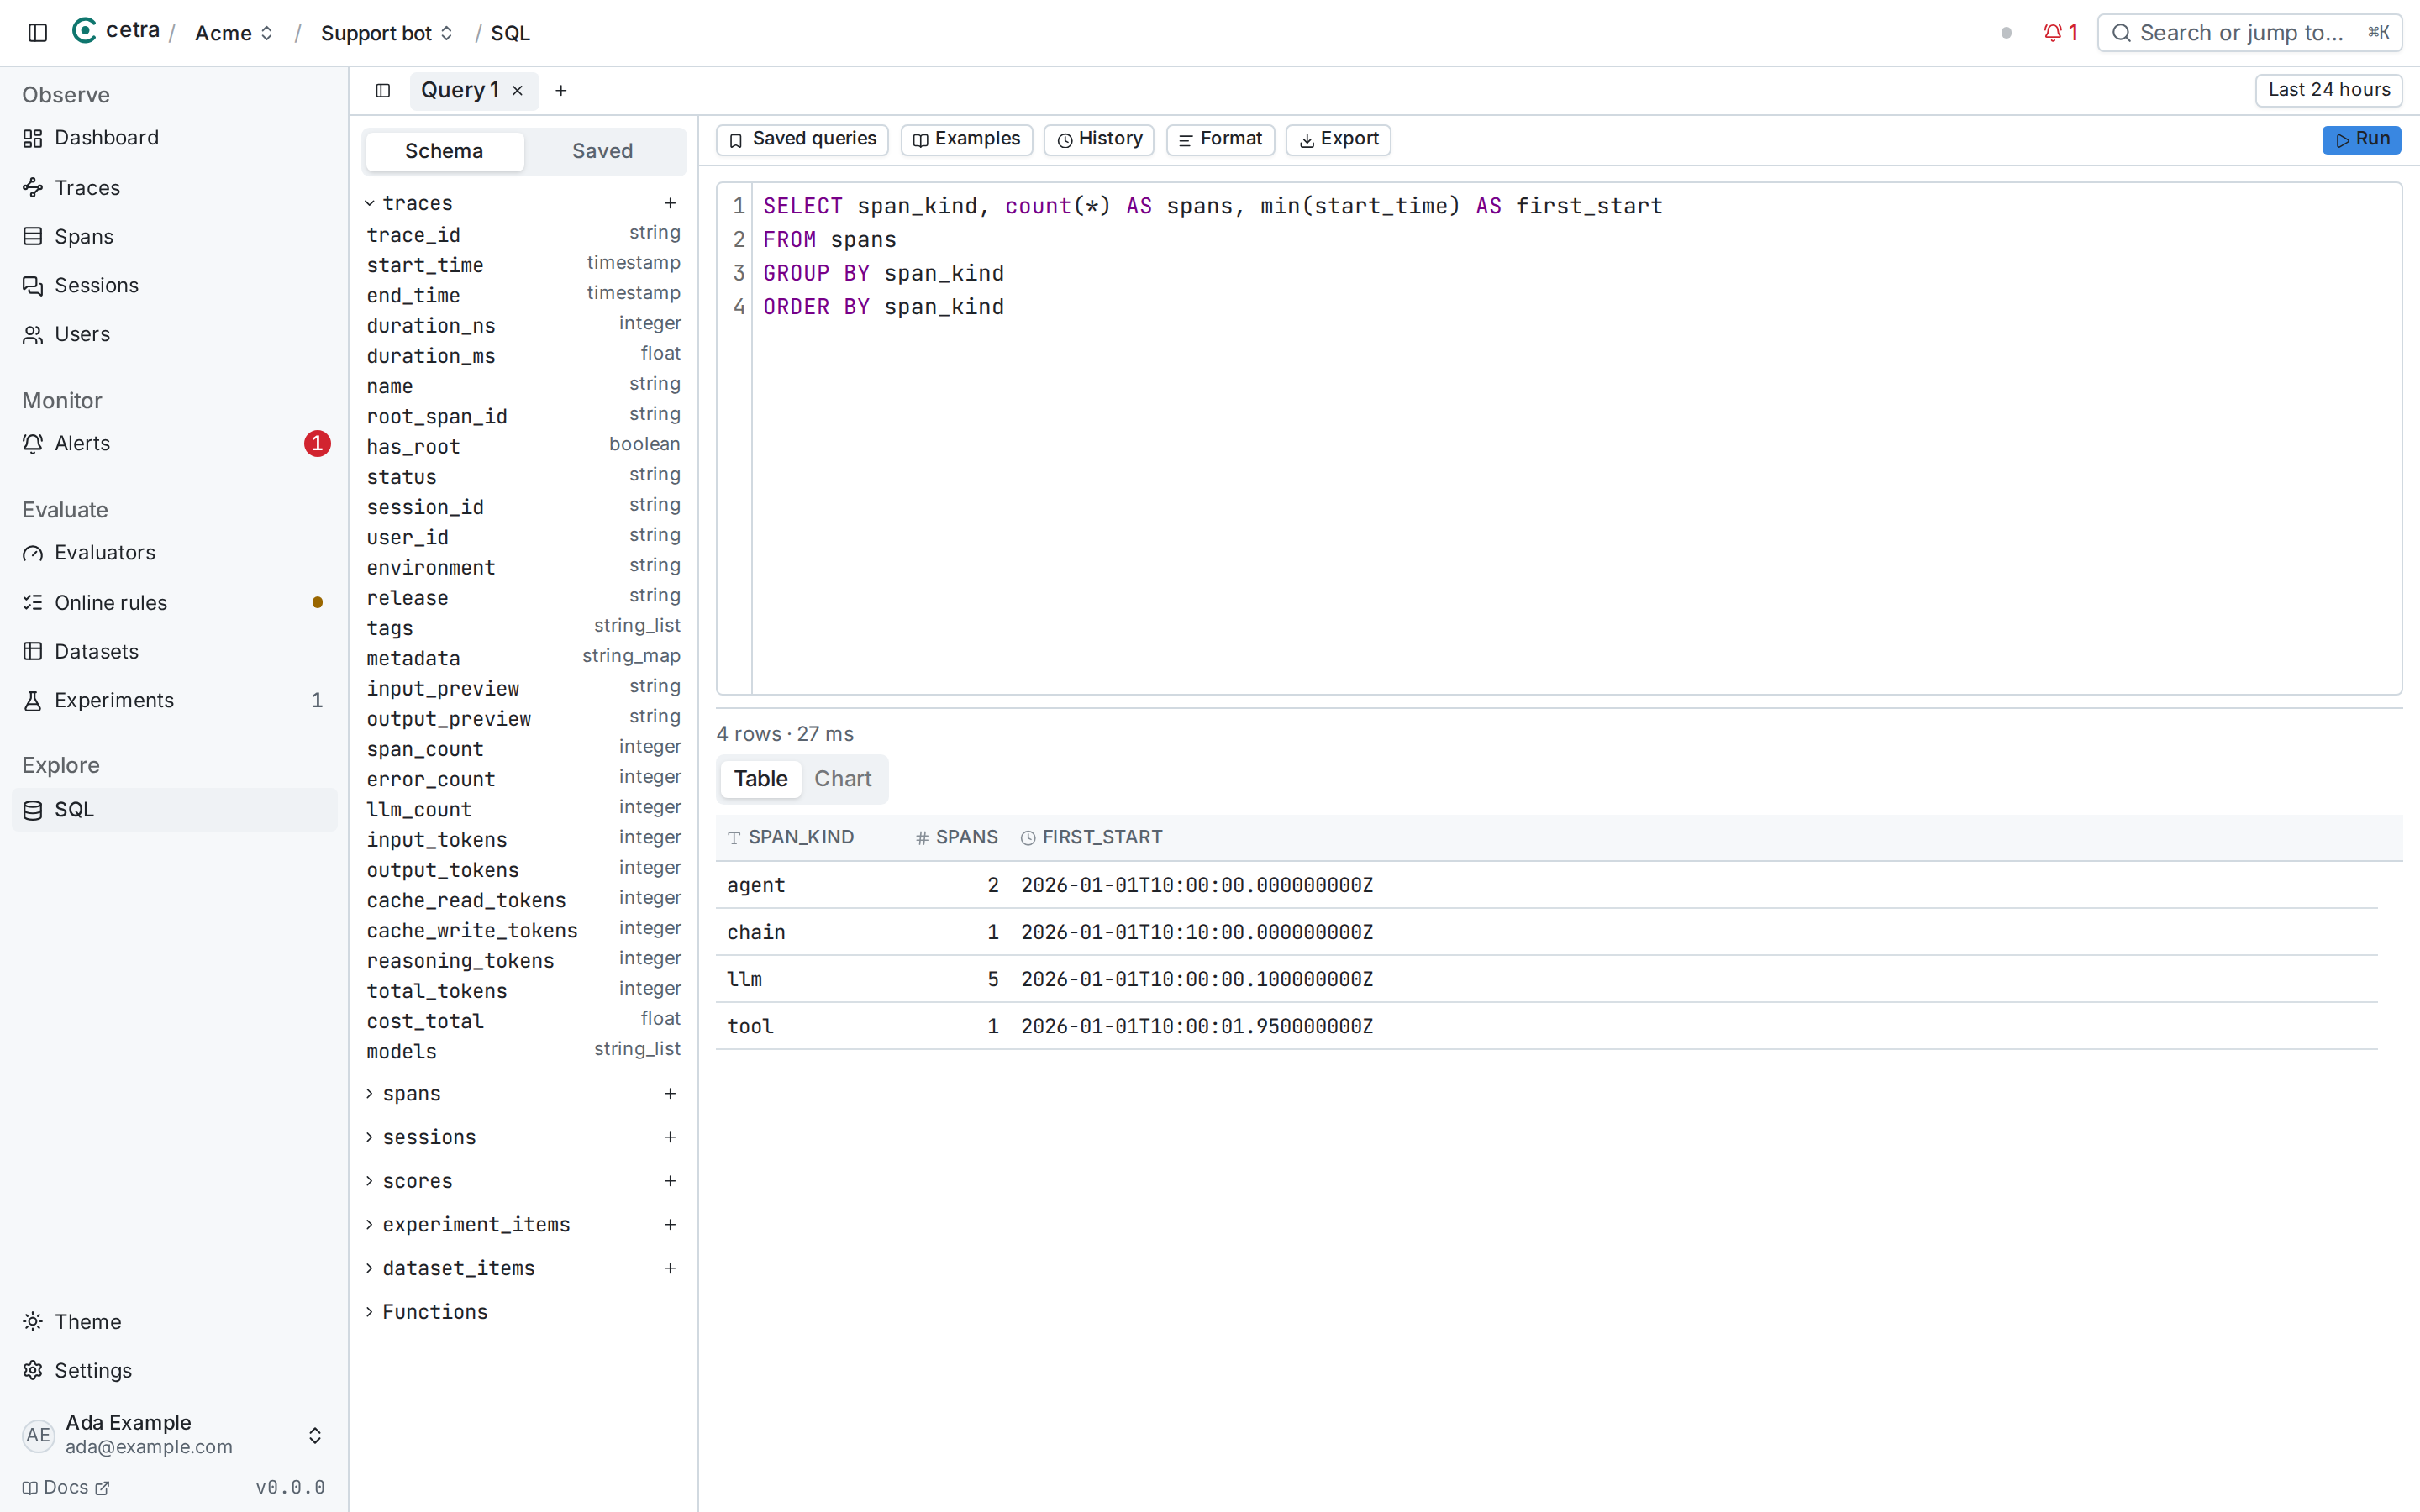 cetra / Acme / Support bot / SQL
1
Search or jump to... ⌘K
Observe
Dashboard
Traces
Spans
Sessions
Users
Monitor
Alerts 1
Evaluate
Evaluators
Online rules
Datasets
Experiments 1
Explore
SQL
Theme
Settings
AE
Ada Example
ada@example.com
Docs v0.0.0
Query 1
Last 24 hours
Schema Saved
traces
trace_id string
start_time timestamp
end_time timestamp
duration_ns integer
duration_ms float
name string
root_span_id string
has_root boolean
status string
session_id string
user_id string
environment string
release string
tags string_list
metadata string_map
input_preview string
output_preview string
span_count integer
error_count integer
llm_count integer
input_tokens integer
output_tokens integer
cache_read_tokens integer
cache_write_tokens integer
reasoning_tokens integer
total_tokens integer
cost_total float
models string_list
spans
sessions
scores
experiment_items
dataset_items
Functions
Saved queries Examples History Format Export Run
1 SELECT span_kind, count(*) AS spans, min(start_time) AS first_start
2 FROM spans
3 GROUP BY span_kind
4 ORDER BY span_kind
4 rows · 27 ms
Table Chart
SPAN_KIND # SPANS FIRST_START
agent 2 2026-01-01T10:00:00.000000000Z
chain 1 2026-01-01T10:10:00.000000000Z
llm 5 2026-01-01T10:00:00.100000000Z
tool 1 2026-01-01T10:00:01.950000000Z